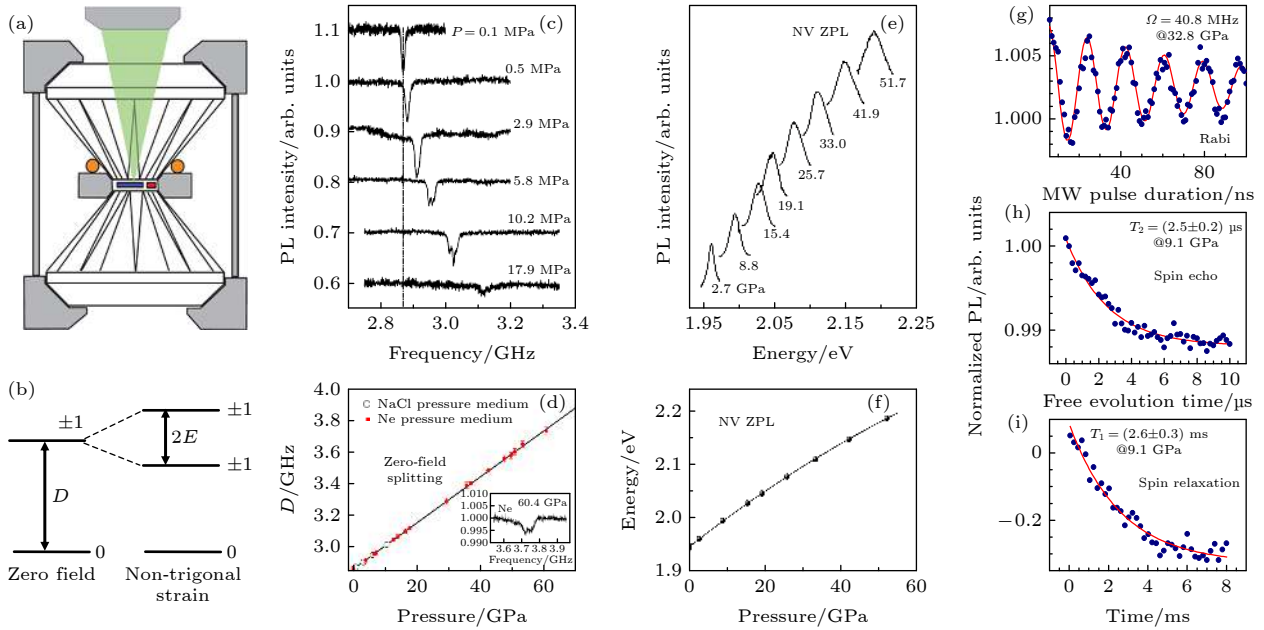 (a)
(b)
±1
±1
2E
±1
D
0
0
Zero field
Non-trigonal
strain
(c)
P = 0.1 MPa
0.5 MPa
2.9 MPa
5.8 MPa
10.2 MPa
17.9 MPa
1.1
1.0
0.9
0.8
0.7
0.6
PL intensity/arb. units
2.8
3.0
3.2
3.4
Frequency/GHz
(d)
NaCl pressure medium
Ne pressure medium
Zero-field
splitting
4.0
3.8
3.6
3.4
3.2
3.0
D/GHz
1.010
1.005
1.000
0.995
0.990
Ne
60.4 GPa
3.6
3.7
3.8
3.9
Frequency/GHz
0
20
40
60
Pressure/GPa
(e)
NV ZPL
51.7
41.9
33.0
25.7
19.1
15.4
8.8
2.7 GPa
PL intensity/arb. units
1.95
2.05
2.15
2.25
Energy/eV
(f)
NV ZPL
2.2
2.1
2.0
1.9
Energy/eV
0
20
40
60
Pressure/GPa
(g)
Ω = 40.8 MHz
@32.8 GPa
Rabi
1.005
1.000
40
80
MW pulse duration/ns
(h)
T2 = (2.5±0.2) μs
@9.1 GPa
Spin echo
1.00
0.99
Normalized PL/arb. units
0
2
4
6
8
10
Free evolution time/μs
(i)
T1 = (2.6±0.3) ms
@9.1 GPa
Spin relaxation
0
−0.2
0
2
4
6
8
Time/ms